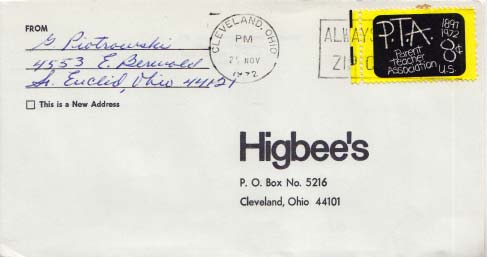 FROM
G Piotrowski
4553 E. Berwald
So. Euclid, Ohio 44121
This is a New Address
CLEVELAND, OHIO
PM
NOV
1972
ALWAYS
ZIP
P.T.A.
1897
1972
Parent
Teacher
Association
8¢
U.S
Higbee's
P. O. Box No. 5216
Cleveland, Ohio 44101